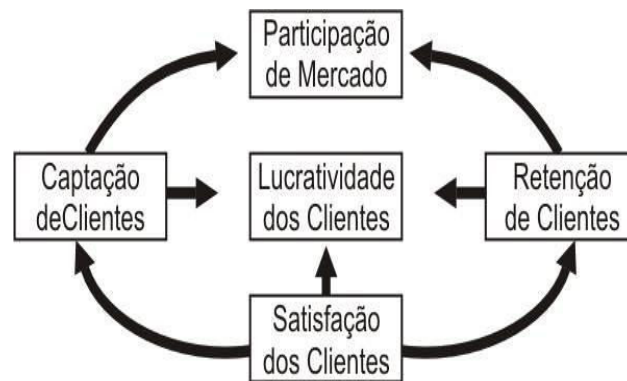 Participação
de Mercado
Captação
deClientes
Lucratividade
dos Clientes
Retenção
de Clientes
Satisfação
dos Clientes